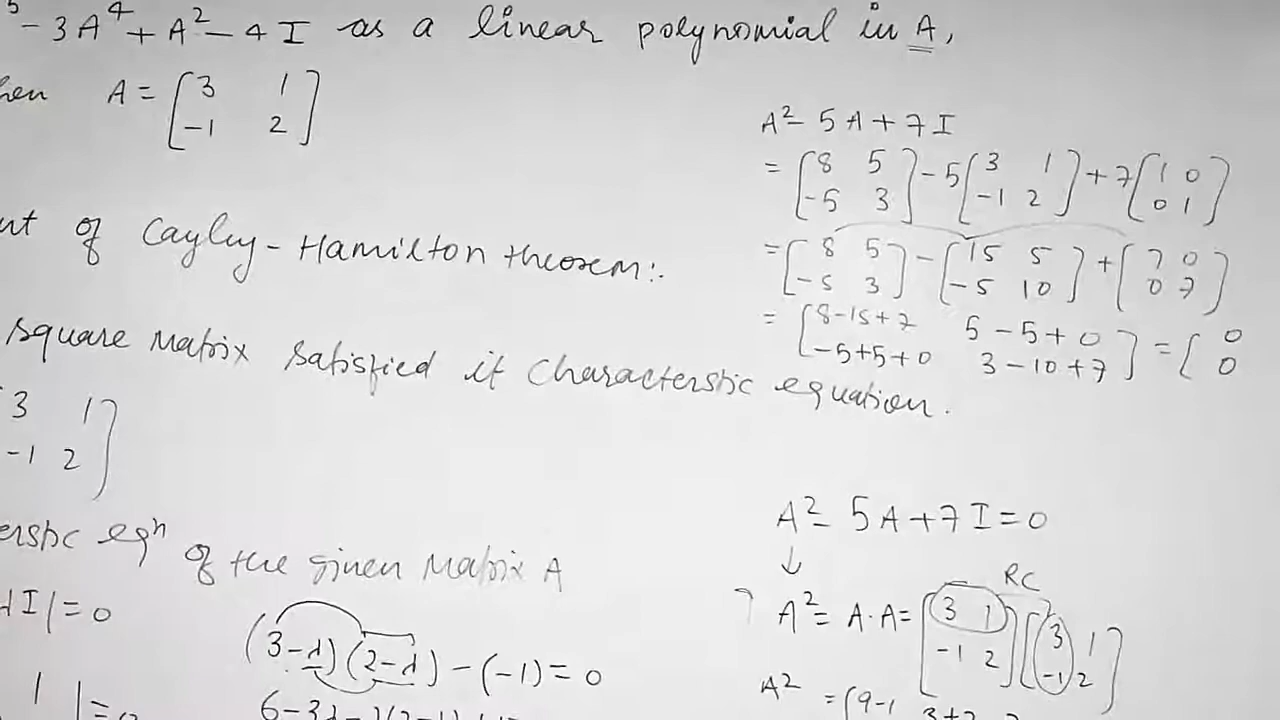 5 - 3A⁴ + A² - 4I as a linear polynomial in A,
hen A = [3 1
-1 2]
A² - 5A + 7I
= [8 5 -5 3] - 5[3 1 -1 2] + 7[1 0 0 1]
= [8 5 -5 3] - [15 5 -5 10] + [7 0 0 7]
= [8-15+7 5-5+0 -5+5+0 3-10+7] = [0 0
nt of Cayley-Hamilton theorem:.
square Matrix satisfied it Characterstic equation.
3 1
-1 2]
erstic eqn of the given Matrix A
λI| = 0
(3-λ)(2-λ) - (-1) = 0
A² - 5A + 7I = 0
↓ RC
A² = A·A = [3 1 -1 2][3 1 -1 2]
A² = [9-1